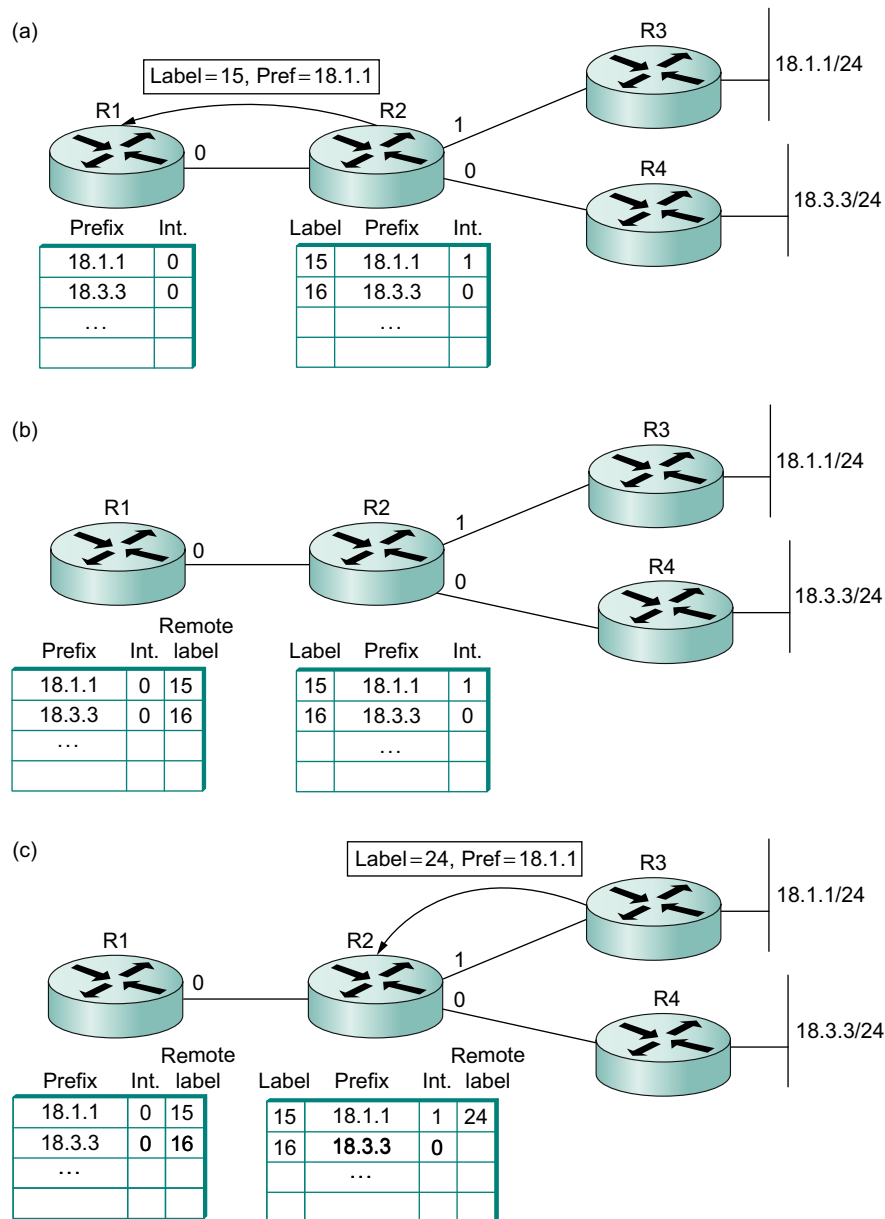 (a)
R3
18.1.1/24
Label=15, Pref=18.1.1
R1
R2
1
0
0
R4
18.3.3/24
Prefix Int.
18.1.1 0
18.3.3 0
...
Label Prefix Int.
15 18.1.1 1
16 18.3.3 0
...
(b)
R3
18.1.1/24
R1
R2
1
0
0
R4
18.3.3/24
Remote
Prefix Int. label
18.1.1 0 15
18.3.3 0 16
...
Label Prefix Int.
15 18.1.1 1
16 18.3.3 0
...
(c)
Label=24, Pref=18.1.1
R3
18.1.1/24
R1
R2
1
0
0
R4
18.3.3/24
Remote
Prefix Int. label
18.1.1 0 15
18.3.3 0 16
...
Remote
Label Prefix Int. label
15 18.1.1 1 24
16 18.3.3 0
...